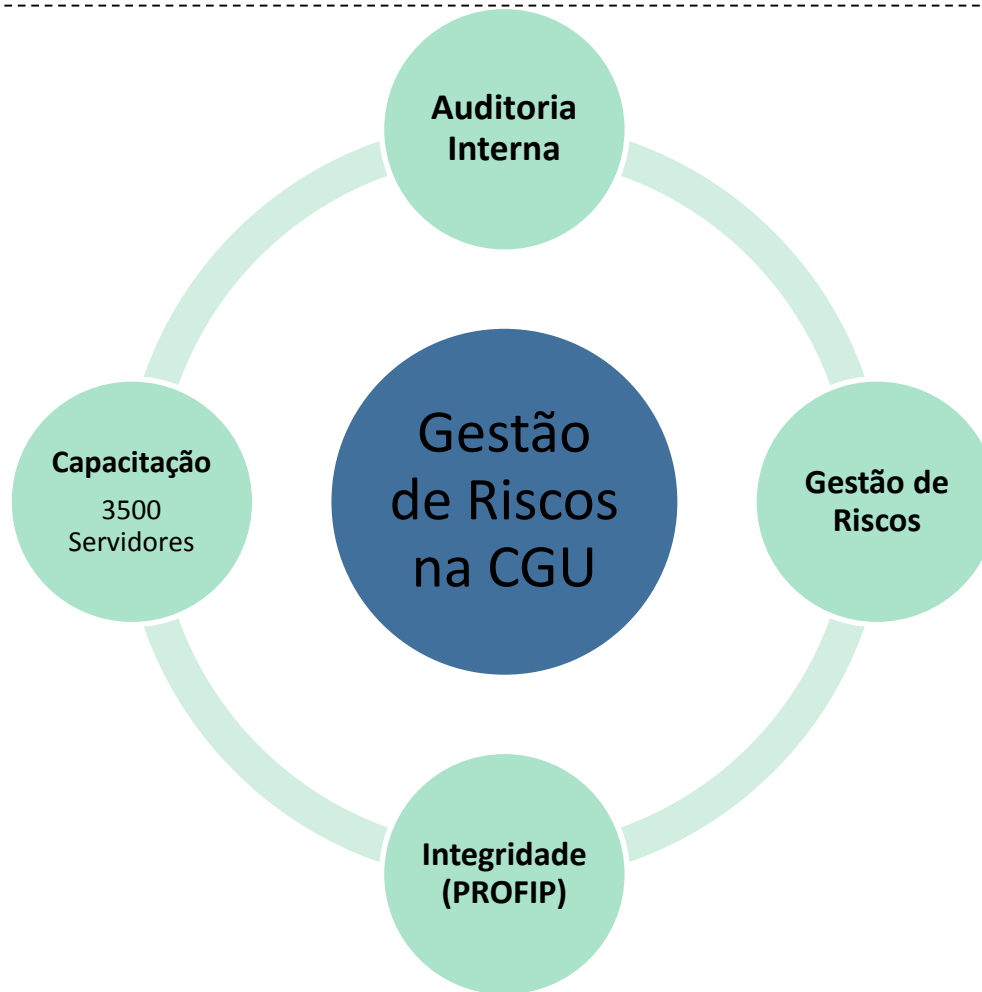 Auditoria
Interna
Capacitação
3500
Servidores
Gestão
de Riscos
na CGU
Gestão de
Riscos
Integridade
(PROFIP)